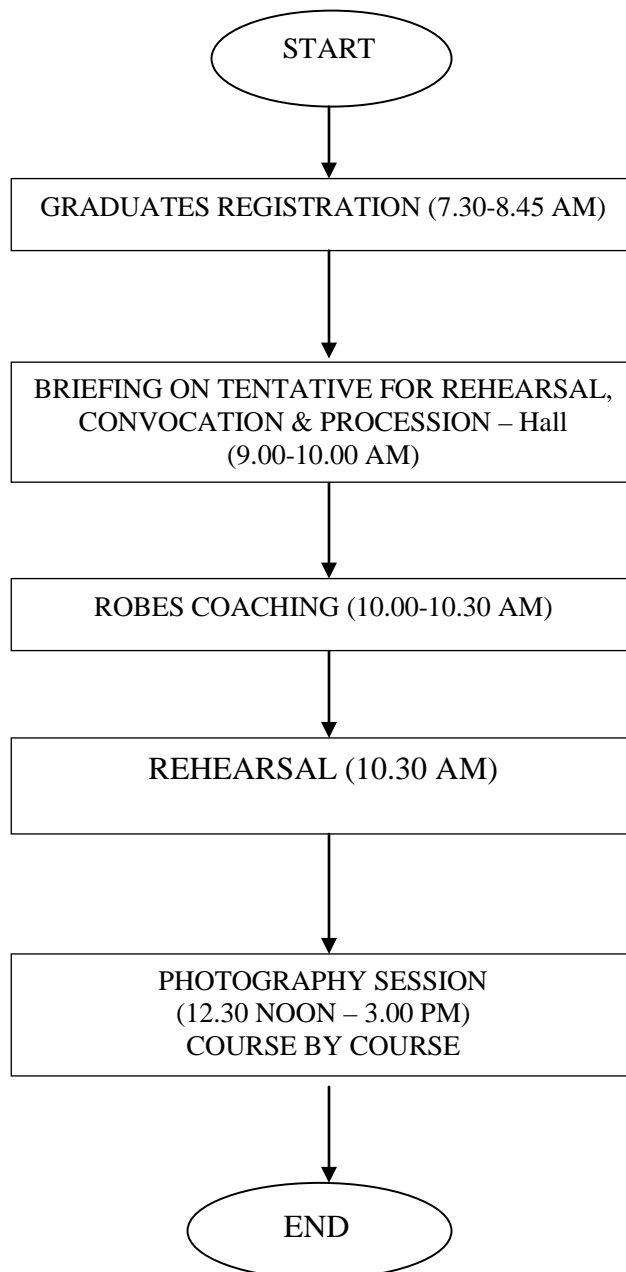 START
GRADUATES REGISTRATION (7.30-8.45 AM)
BRIEFING ON TENTATIVE FOR REHEARSAL,
CONVOCATION & PROCESSION – Hall
(9.00-10.00 AM)
ROBES COACHING (10.00-10.30 AM)
REHEARSAL (10.30 AM)
PHOTOGRAPHY SESSION
(12.30 NOON – 3.00 PM)
COURSE BY COURSE
END